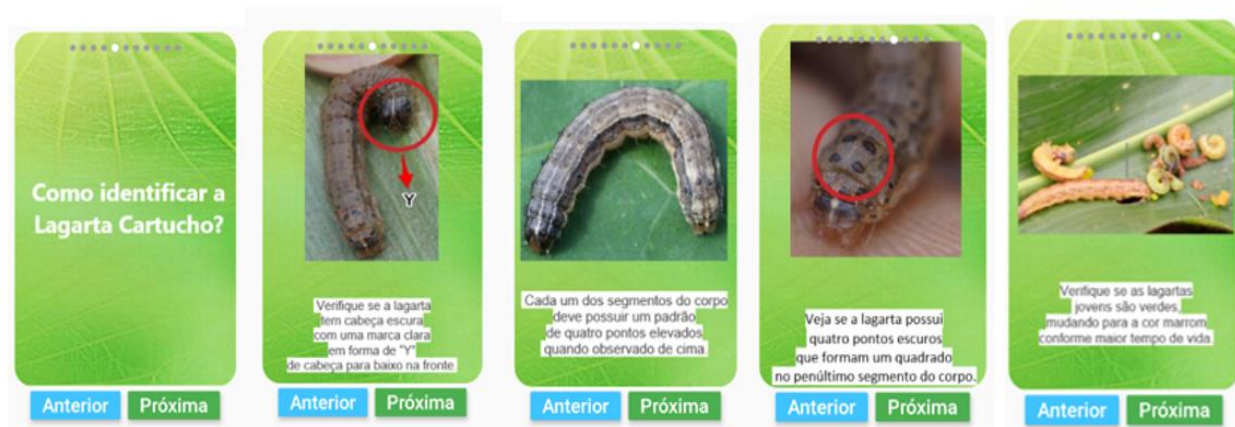 Como identificar a
Lagarta Cartucho?
Anterior
Próxima
Y
Verifique se a lagarta
tem cabeça escura
com uma marca clara
em forma de "Y"
de cabeça para baixo na fronte
Anterior
Próxima
Cada um dos segmentos do corpo
deve possuir um padrão
de quatro pontos elevados
quando observado de cima.
Anterior
Próxima
Veja se a lagarta possui
quatro pontos escuros
que formam um quadrado
no penúltimo segmento do corpo.
Anterior
Próxima
Verifique se as lagartas
jovens são verdes,
mudando para a cor marrom
conforme maior tempo de vida.
Anterior
Próxima